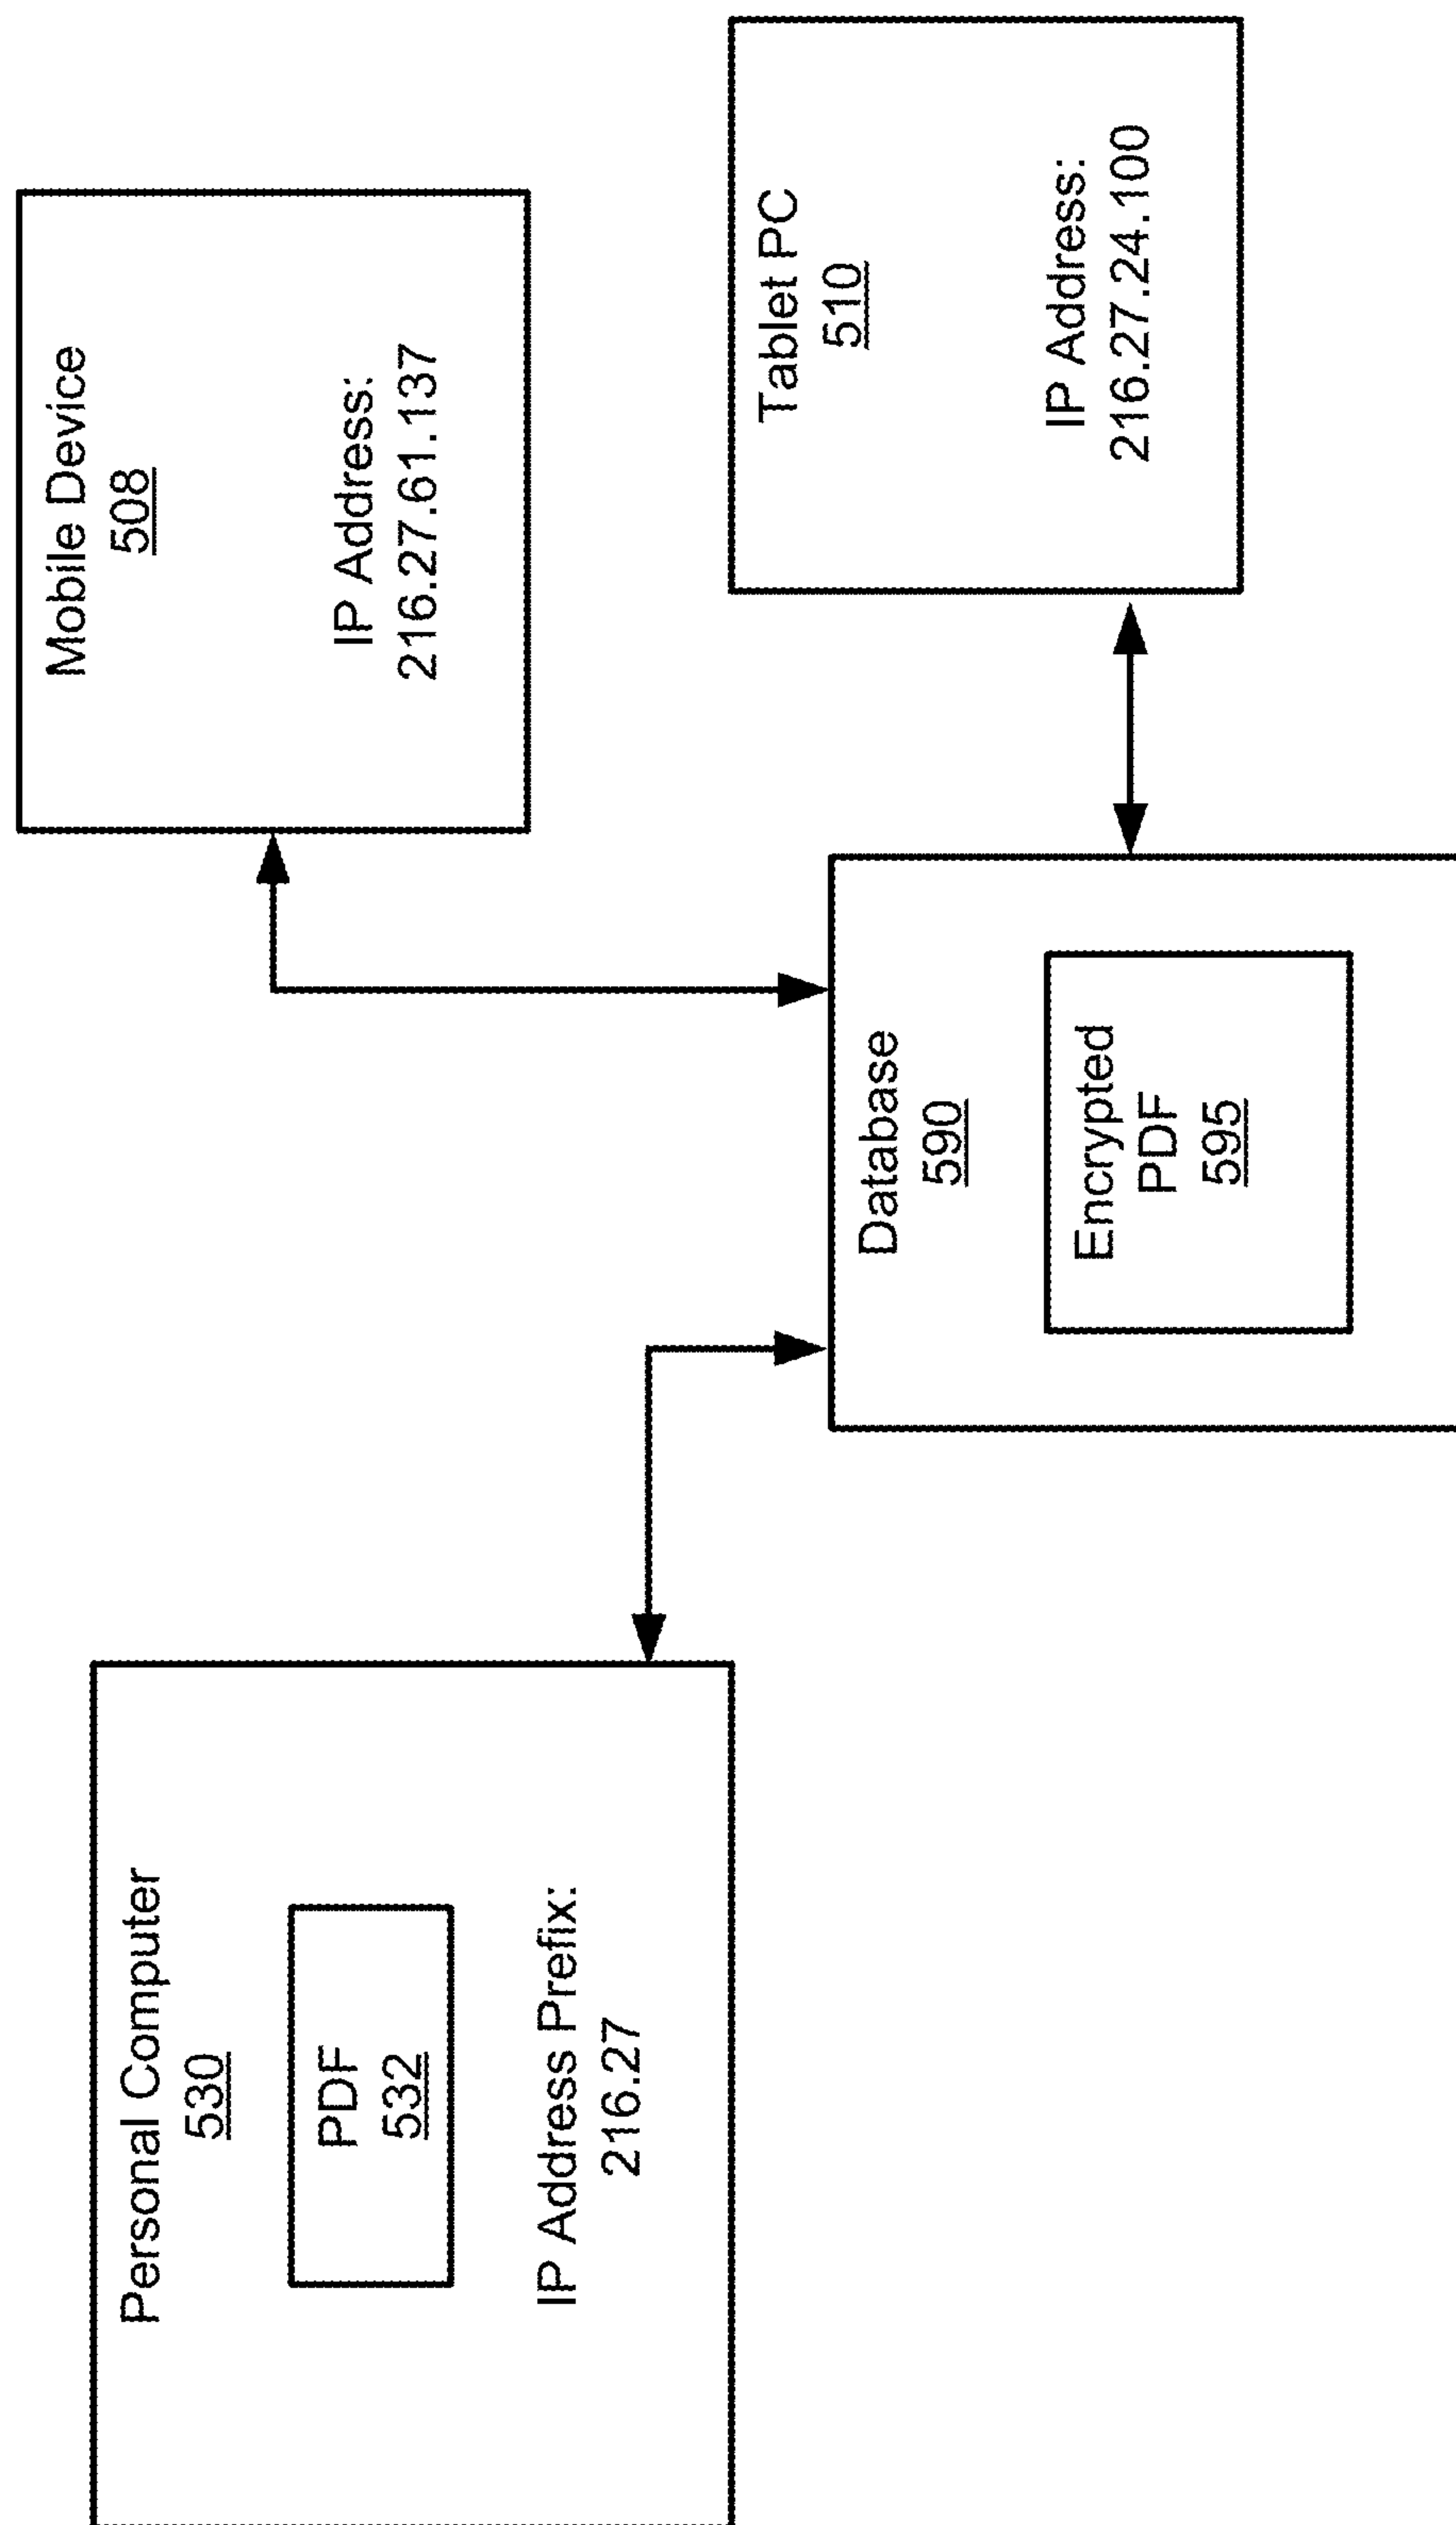 Personal Computer
530
PDF
532
IP Address Prefix:
216.27
Mobile Device
508
IP Address:
216.27.61.137
Database
590
Encrypted
PDF
595
Tablet PC
510
IP Address:
216.27.24.100